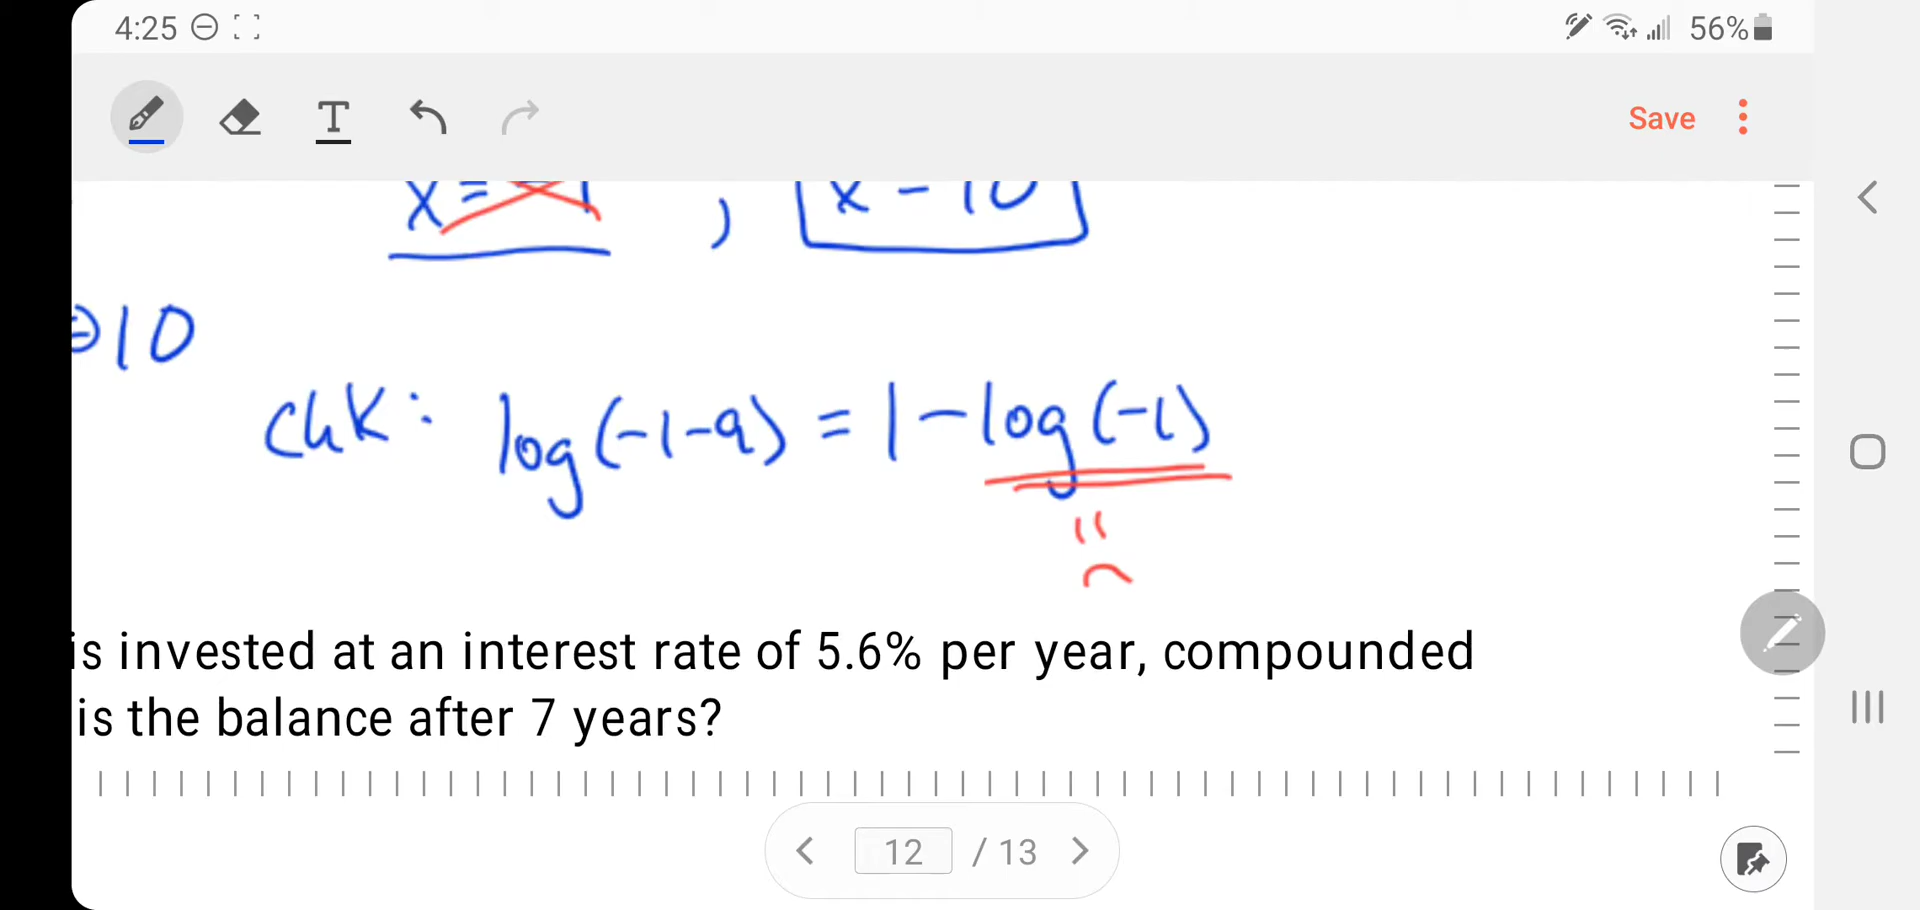 4:25 56%
T Save
x = -1 , x = 10
⇒10
Chk: log(-1-9) = 1-log(-1)
is invested at an interest rate of 5.6% per year, compounded
is the balance after 7 years?
12 / 13